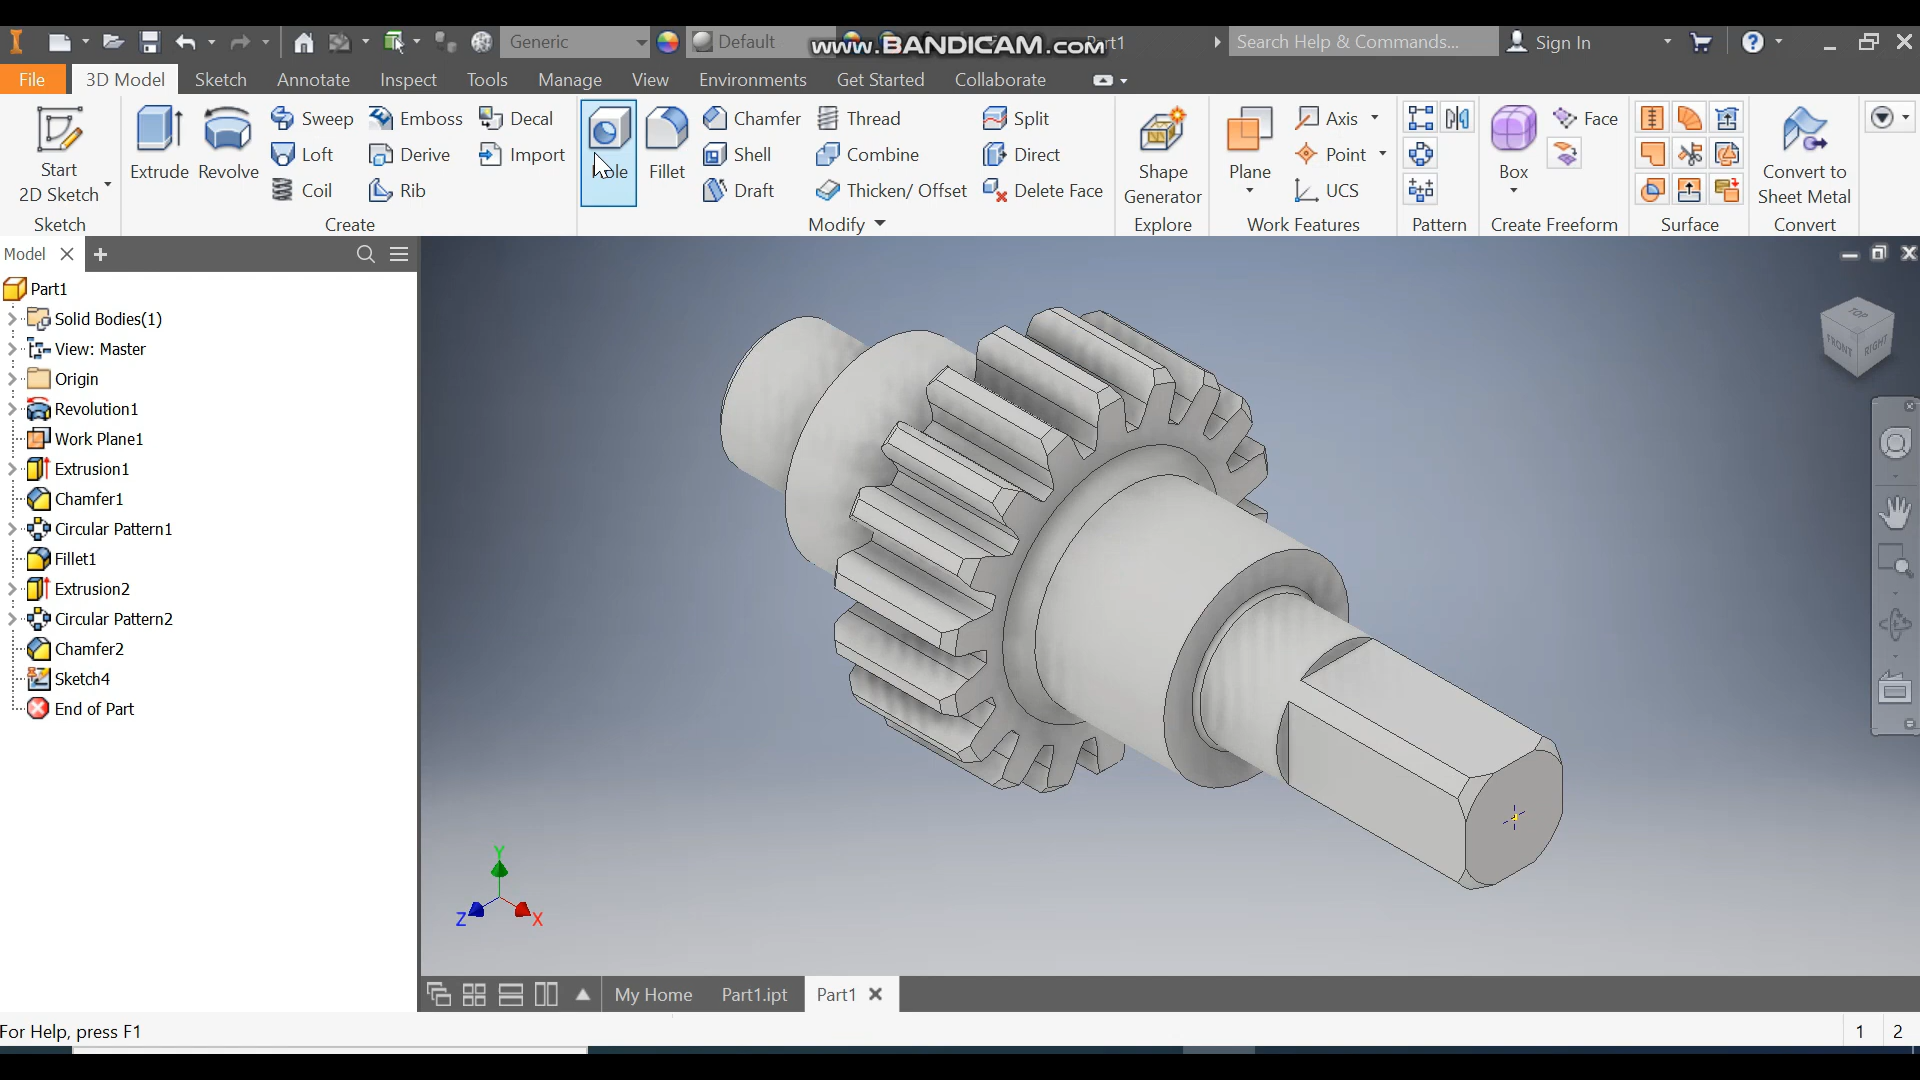 Generic
Default
www.BANDICAM.com
Part1
Search Help & Commands...
Sign In
File
3D Model
Sketch
Annotate
Inspect
Tools
Manage
View
Environments
Get Started
Collaborate
Start
2D Sketch
Sketch
Extrude
Revolve
Sweep
Loft
Coil
Emboss
Derive
Rib
Decal
Import
Create
Fillet
Chamfer
Shell
Draft
Thread
Combine
Thicken/ Offset
Split
Direct
Delete Face
Modify
Shape
Generator
Explore
Plane
Axis
Point
UCS
Work Features
Pattern
Box
Face
Create Freeform
Surface
Convert to
Sheet Metal
Convert
Model
Part1
Solid Bodies(1)
View: Master
Origin
Revolution1
Work Plane1
Extrusion1
Chamfer1
Circular Pattern1
Fillet1
Extrusion2
Circular Pattern2
Chamfer2
Sketch4
End of Part
TOP
FRONT
RIGHT
Y
Z
X
My Home
Part1.ipt
Part1
For Help, press F1
1
2